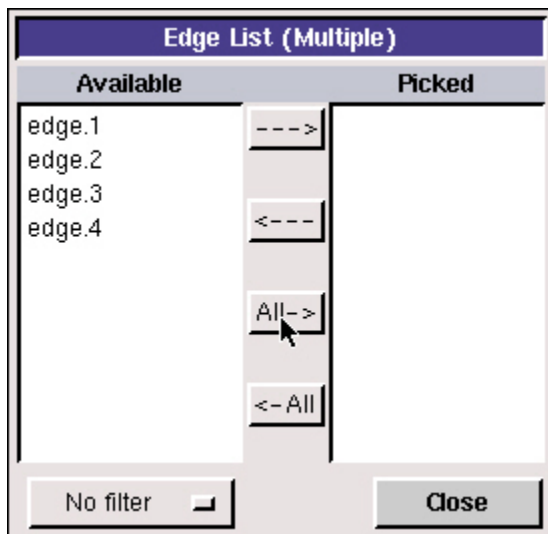 Edge List (Multiple)
Available
Picked
edge.1
edge.2
edge.3
edge.4
--->
<---
All->
<-All
No filter
Close